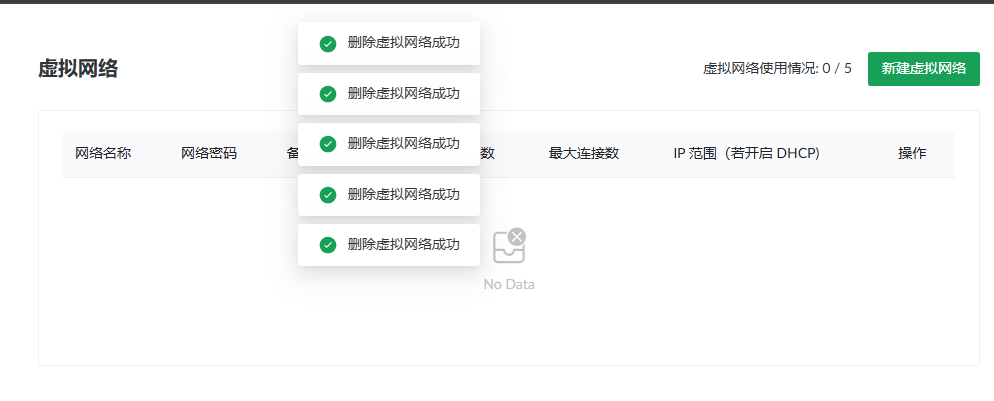 删除虚拟网络成功
虚拟网络
虚拟网络使用情况: 0 / 5
新建虚拟网络
删除虚拟网络成功
删除虚拟网络成功
网络名称 网络密码 备 数 最大连接数 IP 范围（若开启 DHCP) 操作
删除虚拟网络成功
删除虚拟网络成功
No Data